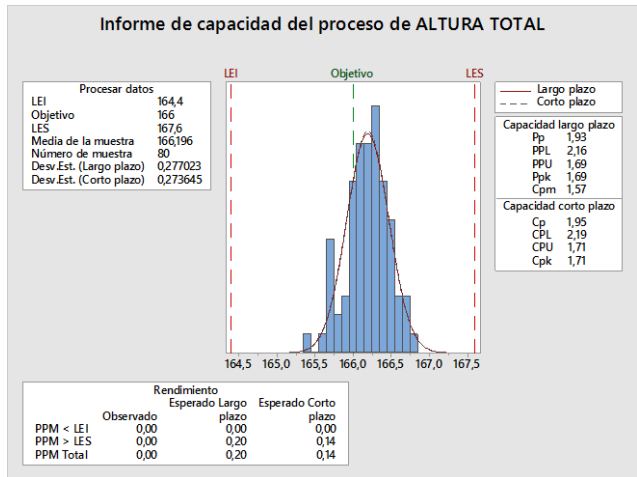 Informe de capacidad del proceso de ALTURA TOTAL
LEI Objetivo LES
Procesar datos
LEI 164,4
Objetivo 166
LES 167,6
Media de la muestra 166,196
Número de muestra 80
Desv.Est. (Largo plazo) 0,277023
Desv.Est. (Corto plazo) 0,273645
Largo plazo
Corto plazo
Capacidad largo plazo
Pp 1,93
PPL 2,16
PPU 1,69
Ppk 1,69
Cpm 1,57
Capacidad corto plazo
Cp 1,95
CPL 2,19
CPU 1,71
Cpk 1,71
164,5 165,0 165,5 166,0 166,5 167,0 167,5
Rendimiento
Esperado Largo Esperado Corto
Observado plazo plazo
PPM < LEI 0,00 0,00 0,00
PPM > LES 0,00 0,20 0,14
PPM Total 0,00 0,20 0,14